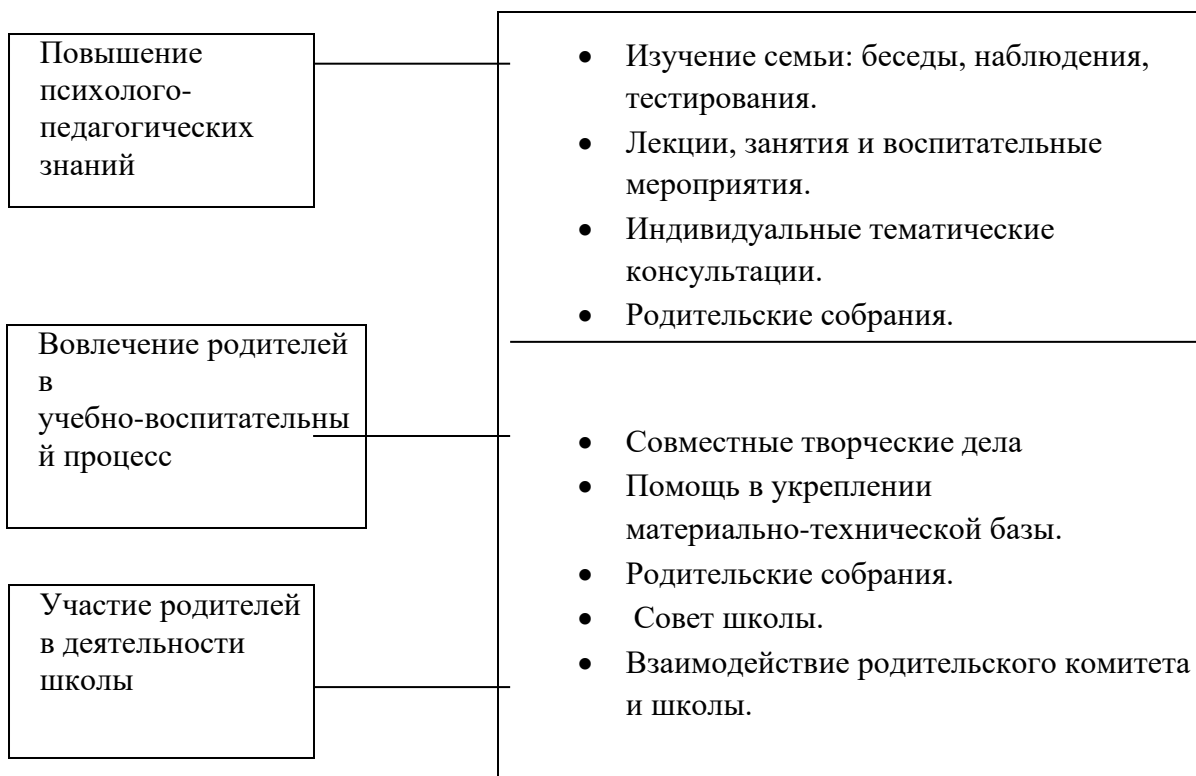 Повышение
психолого-
педагогических
знаний
• Изучение семьи: беседы, наблюдения,
тестирования.
• Лекции, занятия и воспитательные
мероприятия.
• Индивидуальные тематические
консультации.
• Родительские собрания.
Вовлечение родителей
в
учебно-воспитательны
й процесс
• Совместные творческие дела
• Помощь в укреплении
материально-технической базы.
• Родительские собрания.
• Совет школы.
• Взаимодействие родительского комитета
и школы.
Участие родителей
в деятельности
школы